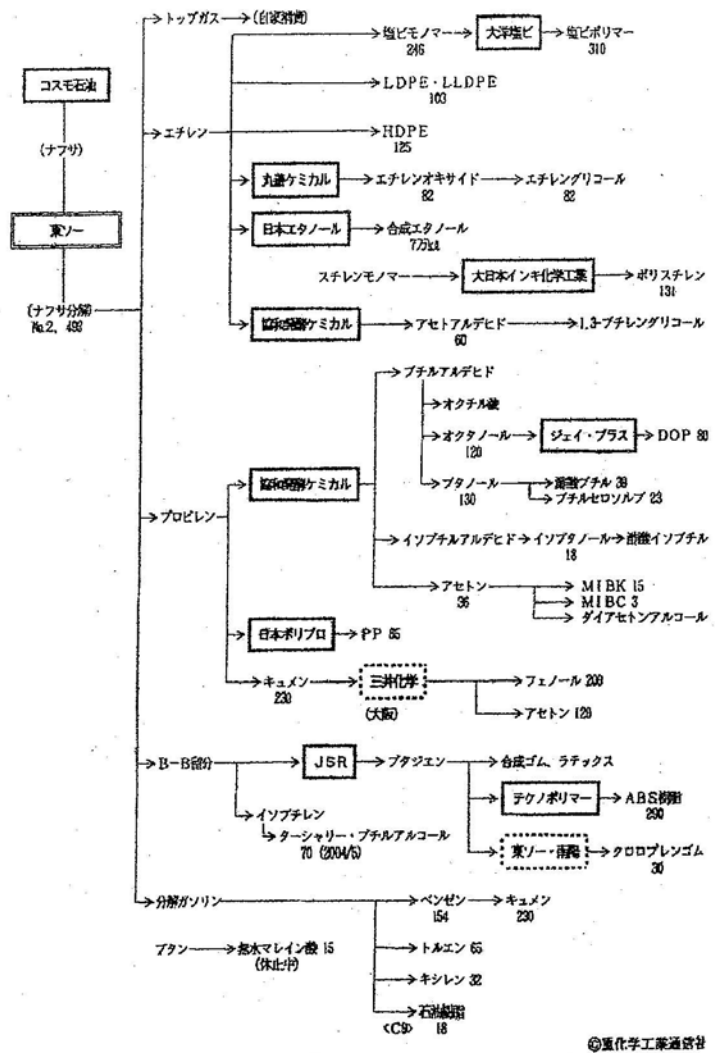 トップガス→(自家消費)
塩ビモノマー→大洋塩ビ→塩ビポリマー
246 310
コスモ石油
LDPE・LLDPE
103
エチレン→HDPE
125
(ナフサ)
丸善ケミカル→エチレンオキサイド→エチレングリコール
82 82
東ソー
日本エタノール→合成エタノール
スチレンモノマー→大日本インキ化学工業→ポリスチレン
131
(ナフサ分解)
No.2, 493
協和発酵ケミカル→アセトアルデヒド→1,3-ブチレングリコール
60
ブチルアルデヒド
オクチル酸
オクタノール→ジェイ・プラス→DOP 80
120
協和発酵ケミカル
ブタノール→酢酸ブチル 39
130 ブチルセロソルブ 23
プロピレン
イソブチルアルデヒド→イソブタノール→酢酸イソブチル
18
アセトン→MIBK 15
36 MIBC 3
ダイアセトンアルコール
日本ポリプロ→PP 85
キュメン→三井化学→フェノール 200
230 (大阪)
アセトン 120
B-B留分→JSR→ブタジエン→合成ゴム、ラテックス
テクノポリマー→ABS樹脂
290
イソブチレン
ターシャリー・ブチルアルコール
70 (2004/5)
東ソー・南陽→クロロプレンゴム
30
分解ガソリン→ベンゼン→キュメン
154 230
ブタン→無水マレイン酸 15
(休止中)
トルエン 65
キシレン 32
石油樹脂
<C9> 18
©重化学工業通信社